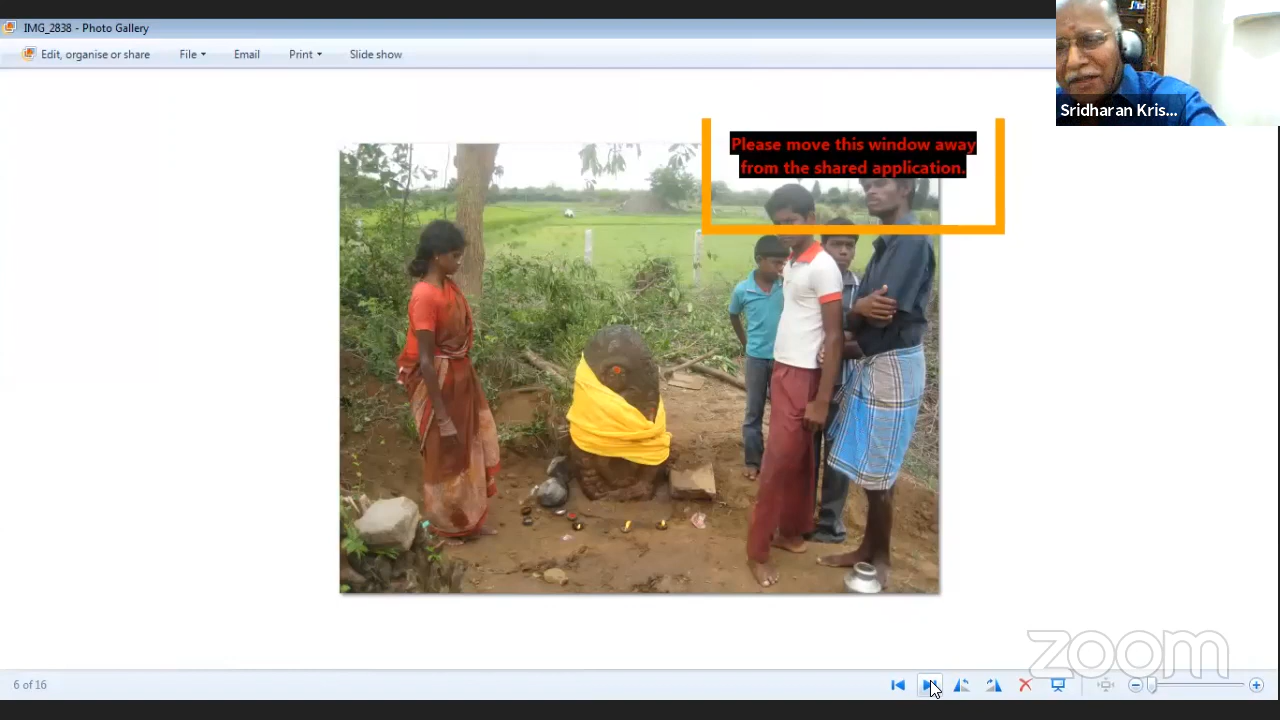 IMG_2838 - Photo Gallery
Edit, organise or share File Email Print Slide show
Sridharan Kris...
Please move this window away
from the shared application.
zoom
6 of 16